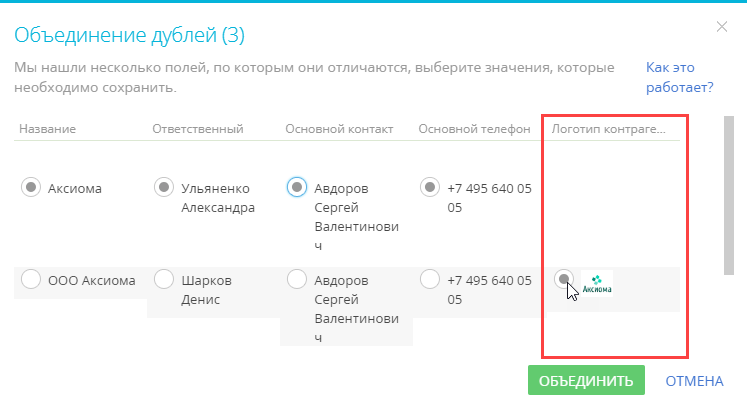 Объединение дублей (3)
Мы нашли несколько полей, по которым они отличаются, выберите значения, которые
необходимо сохранить.
Как это
работает?
Название Ответственный Основной контакт Основной телефон Логотип контраге...
Аксиома Ульяненко Авдоров +7 495 640 05
Александра Сергей 05
Валентинови
ч
ООО Аксиома Шарков Авдоров +7 495 640 05 Аксиома
Денис Сергей 05
Валентинови
ч
ОБЪЕДИНИТЬ ОТМЕНА